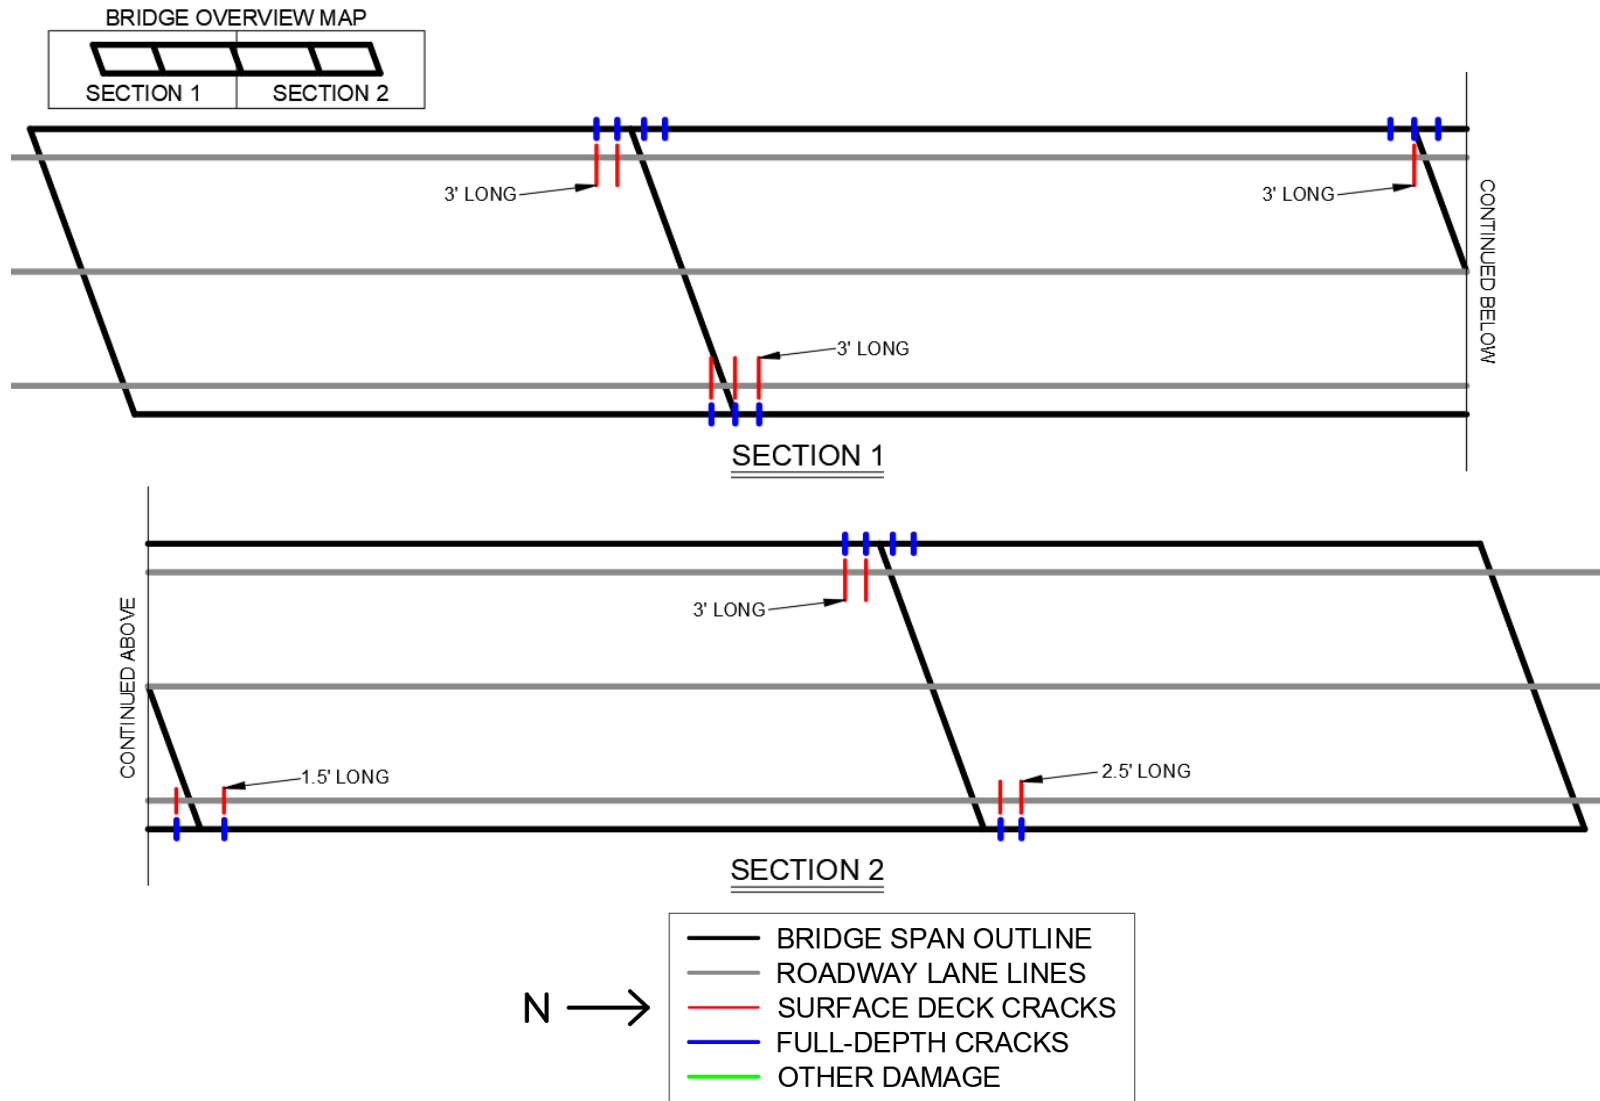 BRIDGE OVERVIEW MAP
SECTION 1
SECTION 2
3' LONG
3' LONG
CONTINUED BELOW
3' LONG
SECTION 1
CONTINUED ABOVE
3' LONG
1.5' LONG
2.5' LONG
SECTION 2
N
BRIDGE SPAN OUTLINE
ROADWAY LANE LINES
SURFACE DECK CRACKS
FULL-DEPTH CRACKS
OTHER DAMAGE